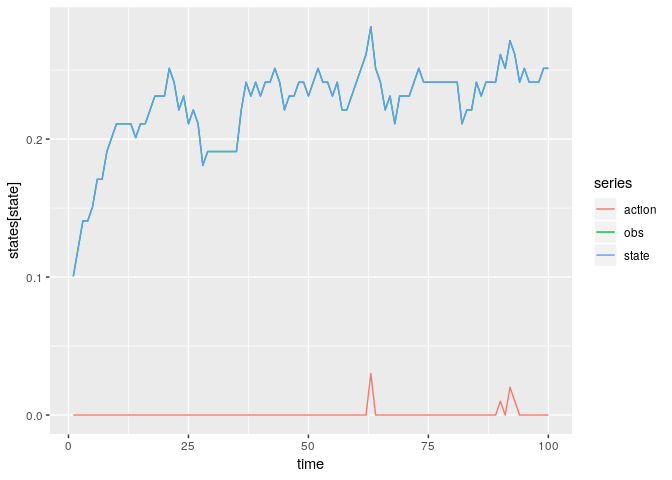 0.2
0.1
0.0
states[state]
0
25
50
75
100
time
series
action
obs
state